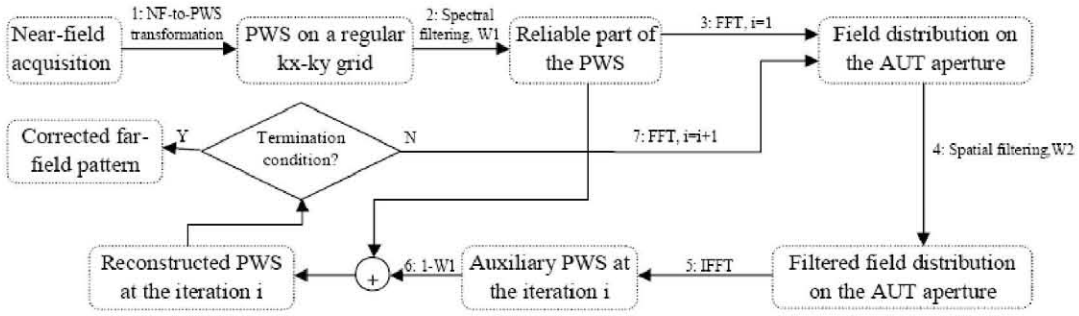 1: NF-to-PWS
transformation
2: Spectral
filtering, W1
3: FFT, i=1
Near-field
acquisition
PWS on a regular
kx-ky grid
Reliable part of
the PWS
Field distribution on
the AUT aperture
Corrected far-
field pattern
Y
Termination
condition?
N
7: FFT, i=i+1
4: Spatial filtering,W2
Reconstructed PWS
at the iteration i
+
6: 1-W1
Auxiliary PWS at
the iteration i
5: IFFT
Filtered field distribution
on the AUT aperture